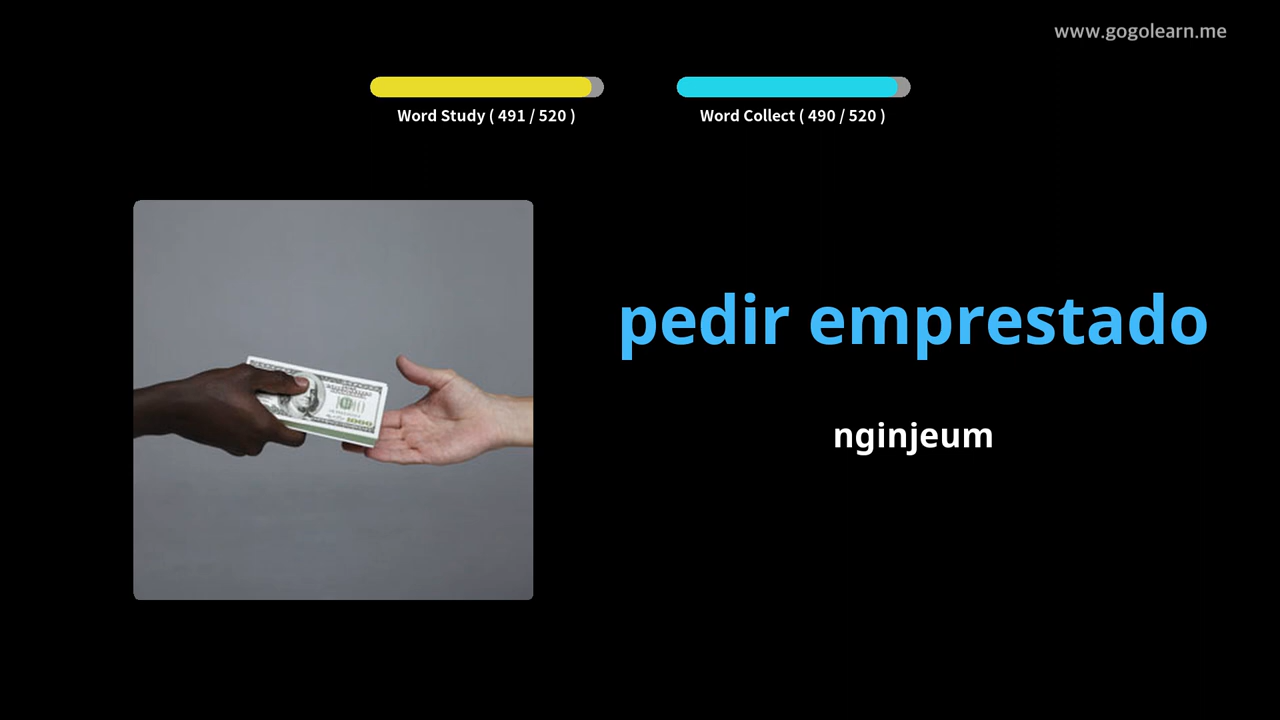 www.gogolearn.me
Word Study ( 491 / 520 )
Word Collect ( 490 / 520 )
pedir emprestado
nginjeum